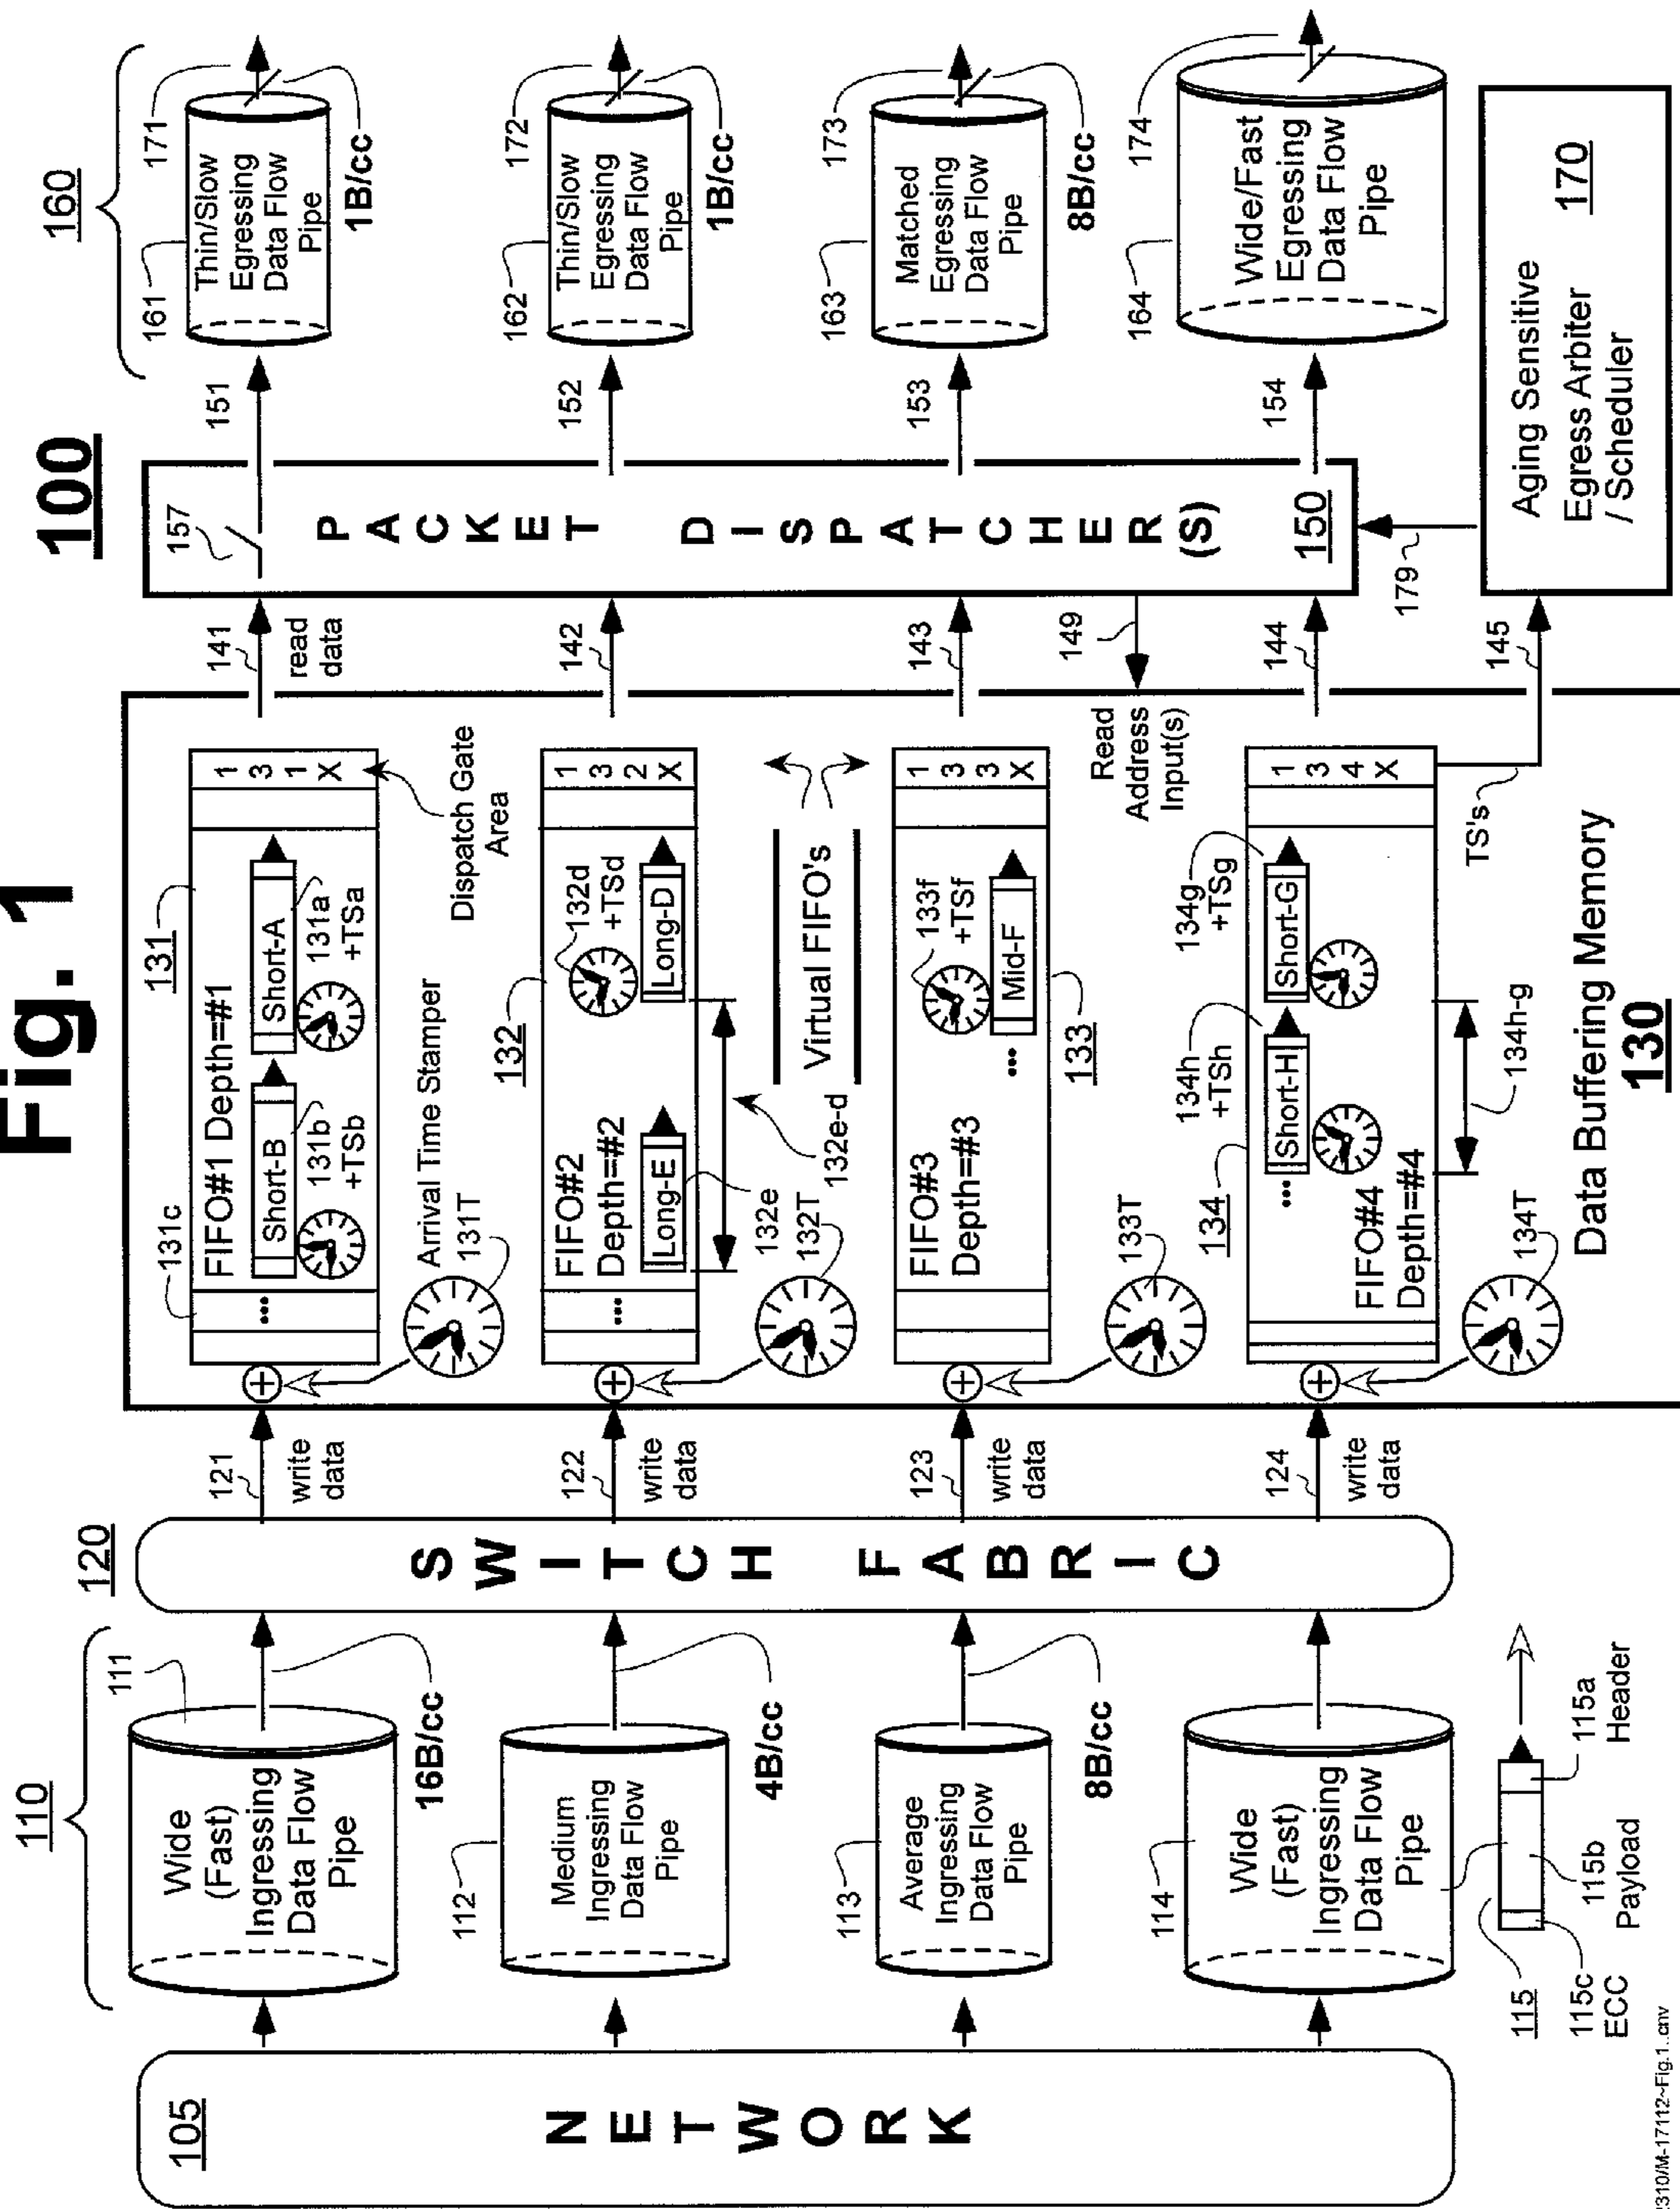 Fig. 1
100
105
NETWORK
110
Wide
(Fast)
Ingressing
Data Flow
Pipe
111
16B/cc
112
Medium
Ingressing
Data Flow
Pipe
4B/cc
113
Average
Ingressing
Data Flow
Pipe
8B/cc
114
Wide
(Fast)
Ingressing
Data Flow
Pipe
115
115c
ECC
115b
Payload
115a
Header
120
SWITCH FABRIC
121
write
data
122
write
data
123
write
data
124
write
data
131c
FIFO#1 Depth=#1
131
Short-B
131b
+TSb
Short-A
131a
+TSa
...
1
3
1
X
Dispatch Gate
Area
Arrival Time Stamper
131T
132
FIFO#2
Depth=#2
...
Long-E
132e
132e-d
132d
+TSd
Long-D
1
3
2
X
132T
Virtual FIFO's
FIFO#3
Depth=#3
133f
+TSf
...
Mid-F
133
1
3
3
X
133T
134
134h
+TSh
134g
+TSg
...
Short-H
Short-G
FIFO#4
Depth=#4
134h-g
1
3
4
X
134T
Read
Address
Input(s)
TS's
Data Buffering Memory
130
141
read
data
142
143
149
144
145
157
PACKET DISPATCHER(S)
150
179
151
152
153
154
160
161
Thin/Slow
Egressing
Data Flow
Pipe
171
1B/cc
162
Thin/Slow
Egressing
Data Flow
Pipe
172
1B/cc
163
Matched
Egressing
Data Flow
Pipe
173
8B/cc
164
Wide/Fast
Egressing
Data Flow
Pipe
174
Aging Sensitive
Egress Arbiter
/ Scheduler
170